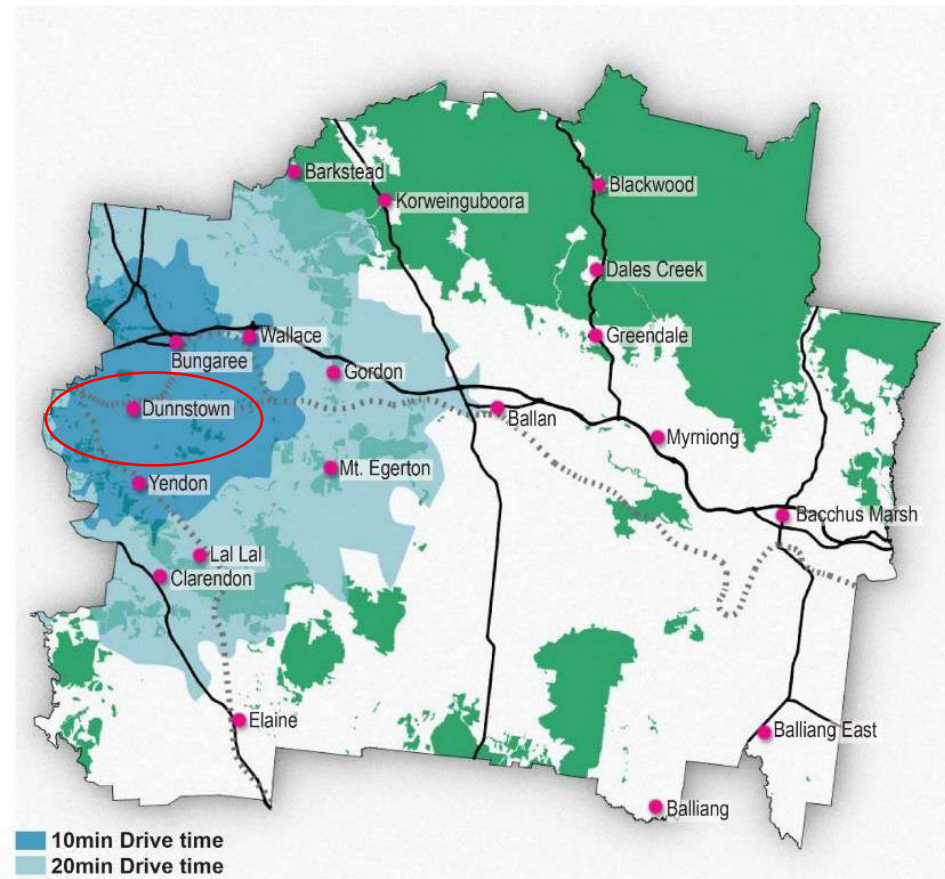 Barkstead
Blackwood
Korweinguboora
Dales Creek
Wallace
Greendale
Bungaree
Gordon
Dunnstown
Ballan
Myrniong
Mt. Egerton
Yendon
Bacchus Marsh
Lal Lal
Clarendon
Elaine
Balliang East
Balliang
10min Drive time
20min Drive time